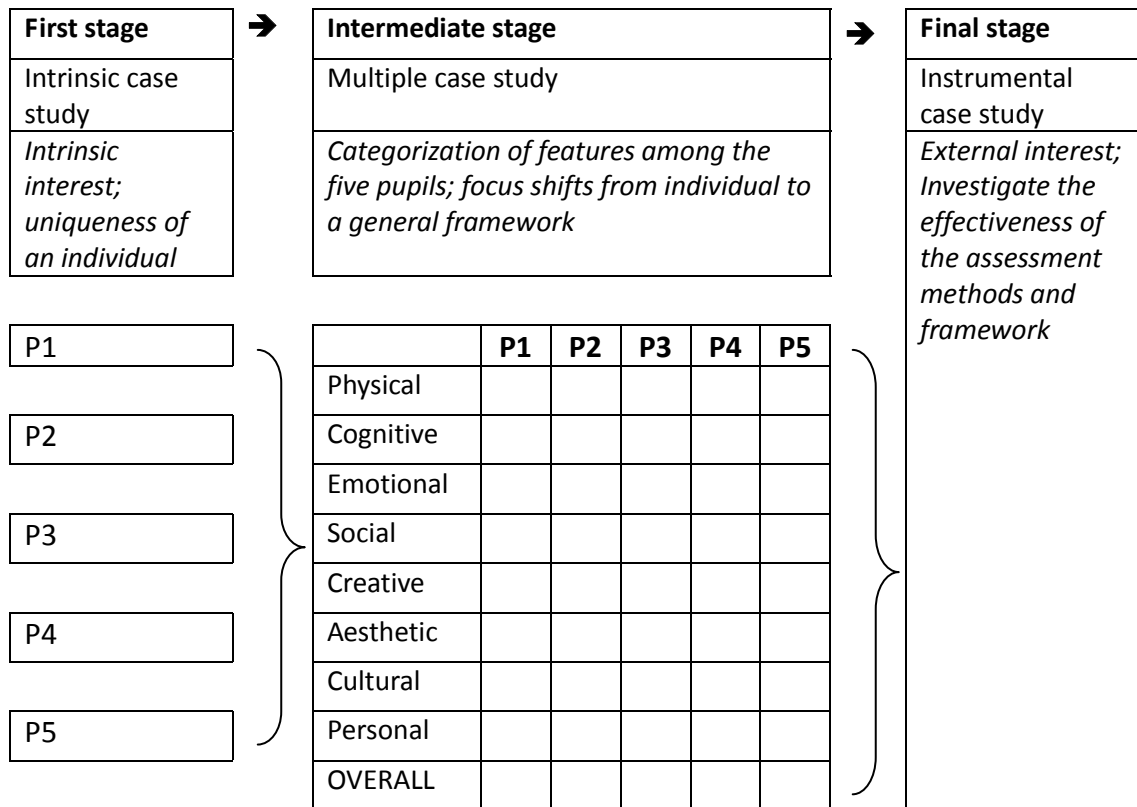 First stage
➔
Intermediate stage
➔
Final stage
Intrinsic case
study
Multiple case study
Instrumental
case study
Intrinsic
interest;
uniqueness of
an individual
Categorization of features among the
five pupils; focus shifts from individual to
a general framework
External interest;
Investigate the
effectiveness of
the assessment
methods and
framework
P1
P2
P3
P4
P5
P1 P2 P3 P4 P5
Physical
Cognitive
Emotional
Social
Creative
Aesthetic
Cultural
Personal
OVERALL